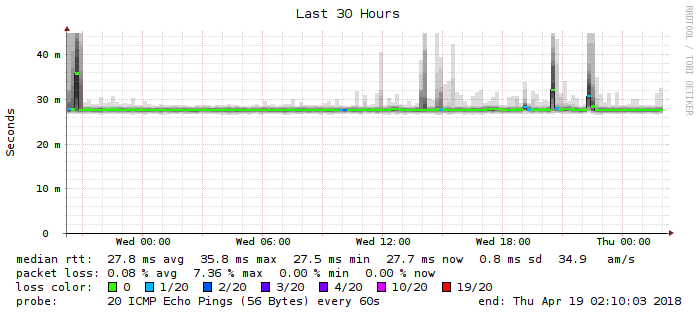 Last 30 Hours
RRDTOOL / TOBI OETIKER
Seconds
40 m
30 m
20 m
10 m
0
Wed 00:00 Wed 06:00 Wed 12:00 Wed 18:00 Thu 00:00
median rtt: 27.8 ms avg 35.8 ms max 27.5 ms min 27.7 ms now 0.8 ms sd 34.9 am/s
packet loss: 0.08 % avg 7.36 % max 0.00 % min 0.00 % now
loss color: 0 1/20 2/20 3/20 4/20 10/20 19/20
probe: 20 ICMP Echo Pings (56 Bytes) every 60s end: Thu Apr 19 02:10:03 2018